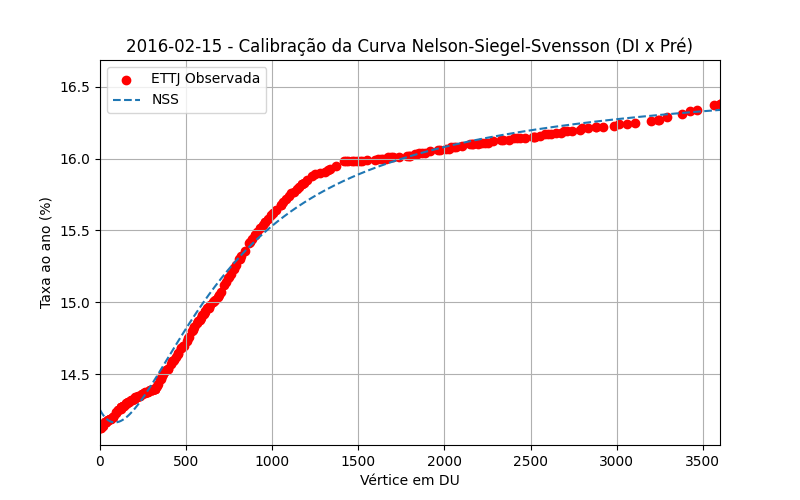 2016-02-15 - Calibração da Curva Nelson-Siegel-Svensson (DI x Pré)
ETTJ Observada
NSS
Taxa ao ano (%)
16.5
16.0
15.5
15.0
14.5
0 500 1000 1500 2000 2500 3000 3500
Vértice em DU